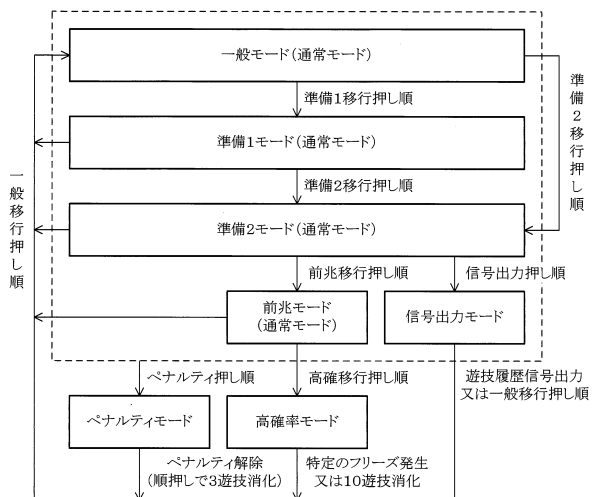 一般モード(通常モード)
準備1移行押し順
準備2移行押し順
準備1モード(通常モード)
準備2移行押し順
一般移行押し順
準備2モード(通常モード)
前兆移行押し順
信号出力押し順
前兆モード
(通常モード)
信号出力モード
ペナルティ押し順
高確移行押し順
遊技履歴信号出力
又は一般移行押し順
ペナルティモード
高確率モード
ペナルティ解除
(順押しで3遊技消化)
特定のフリーズ発生
又は10遊技消化